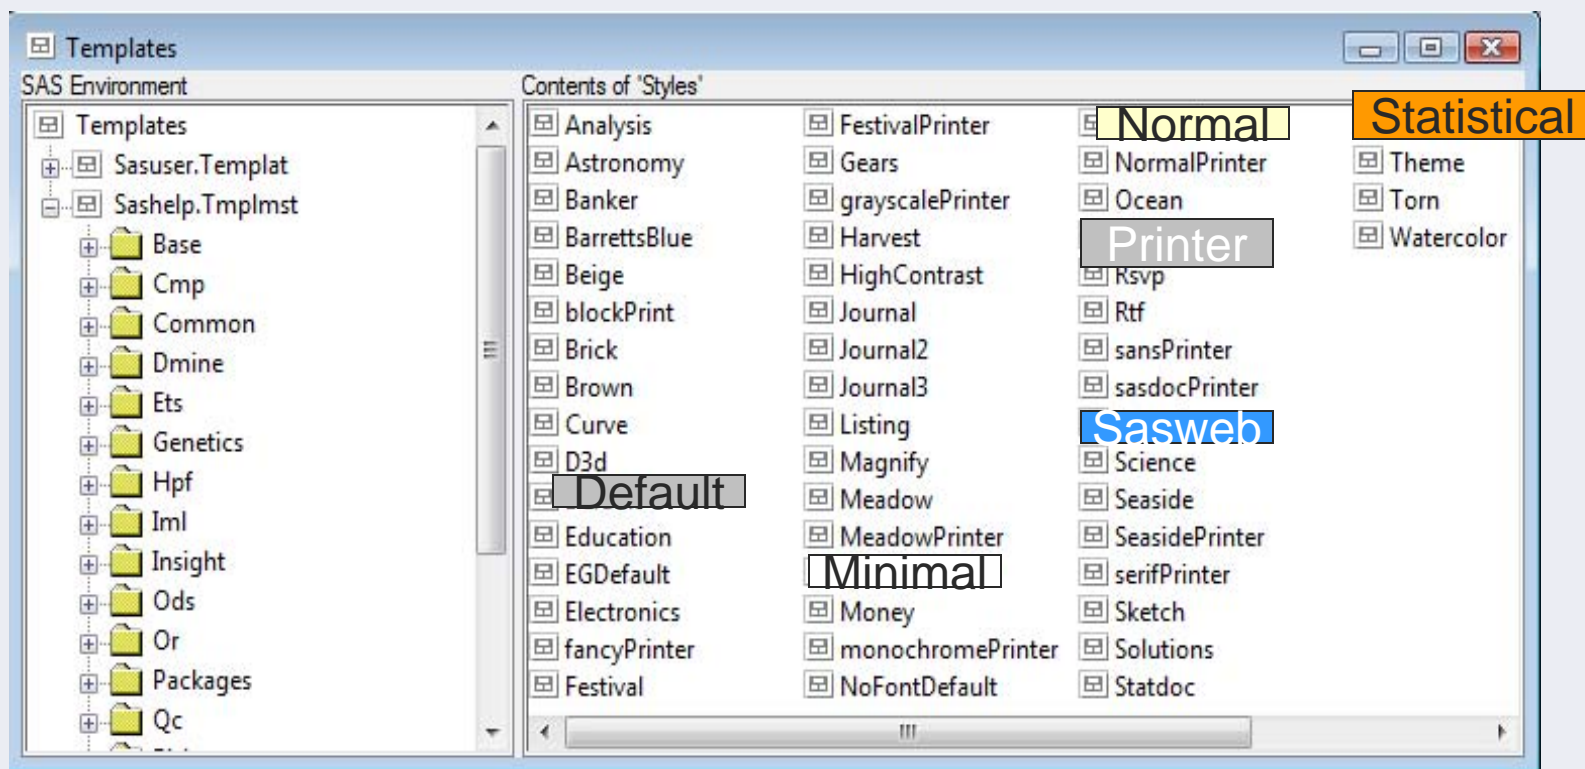 Templates
SAS Environment
Contents of 'Styles'
Templates
Sasuser.Templat
Sashelp.Tmplmst
Base
Cmp
Common
Dmine
Ets
Genetics
Hpf
Iml
Insight
Ods
Or
Packages
Qc
Analysis
Astronomy
Banker
BarrettsBlue
Beige
blockPrint
Brick
Brown
Curve
D3d
Default
Education
EGDefault
Electronics
fancyPrinter
Festival
FestivalPrinter
Gears
grayscalePrinter
Harvest
HighContrast
Journal
Journal2
Journal3
Listing
Magnify
Meadow
MeadowPrinter
Minimal
Money
monochromePrinter
NoFontDefault
Normal
NormalPrinter
Ocean
Printer
Rsvp
Rtf
sansPrinter
sasdocPrinter
Sasweb
Science
Seaside
SeasidePrinter
serifPrinter
Sketch
Solutions
Statdoc
Statistical
Theme
Torn
Watercolor